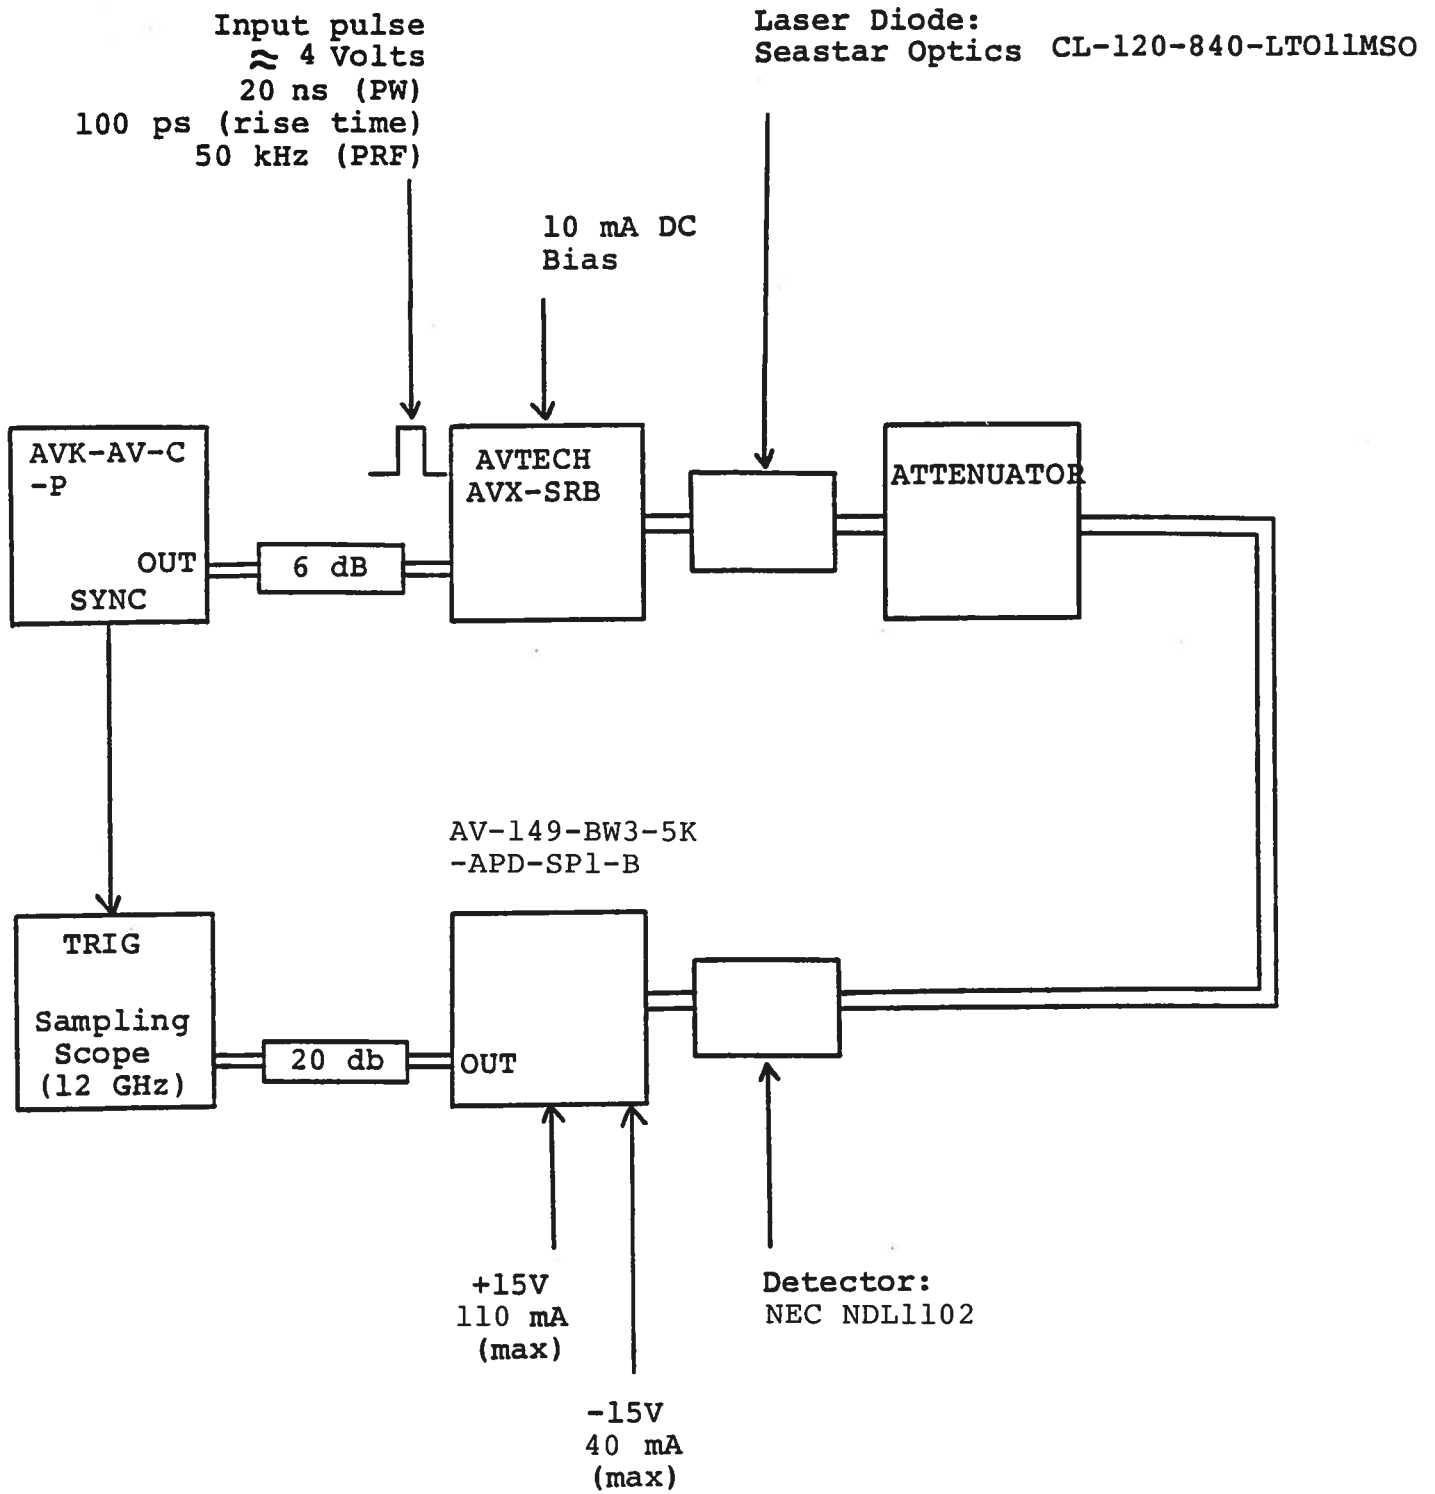 Input pulse
≈ 4 Volts
20 ns (PW)
100 ps (rise time)
50 kHz (PRF)
Laser Diode:
Seastar Optics CL-120-840-LTO11MSO
10 mA DC
Bias
AVK-AV-C
-P
OUT
SYNC
6 dB
AVTECH
AVX-SRB
ATTENUATOR
AV-149-BW3-5K
-APD-SP1-B
TRIG
Sampling
Scope
(12 GHz)
20 db
OUT
+15V
110 mA
(max)
-15V
40 mA
(max)
Detector:
NEC NDL1102